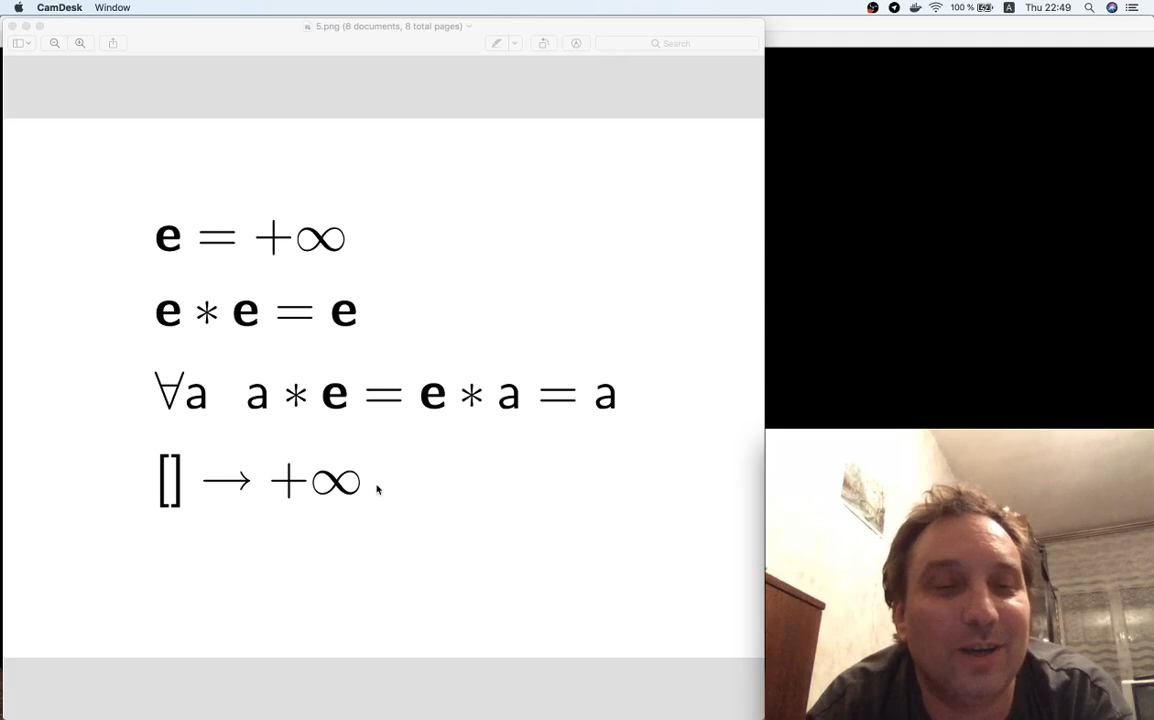 CamDesk Window 100 % A Thu 22:49
5.png (8 documents, 8 total pages)
Search
e = +∞
e ∗ e = e
∀a a ∗ e = e ∗ a = a
[] → +∞